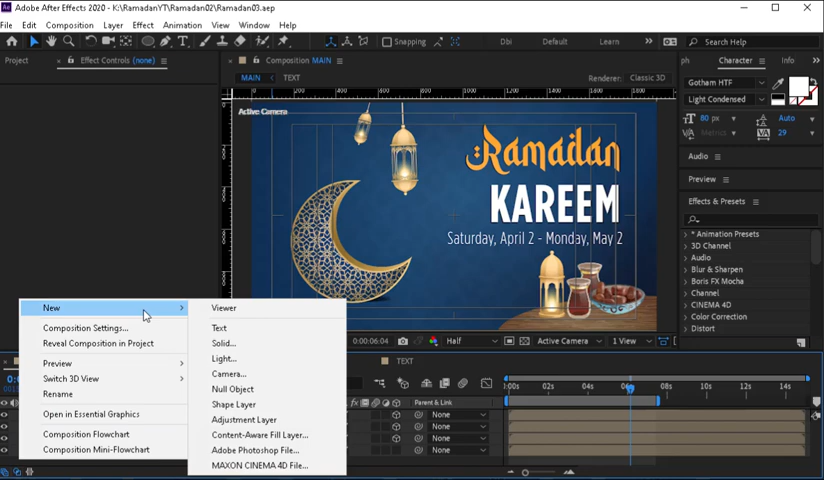 Adobe After Effects 2020 - K:\RamadanYT\Ramadan02\Ramadan03.aep
File Edit Composition Layer Effect Animation View Window Help
Snapping Dbi Default Learn Search Help
Project Effect Controls (none) Composition MAIN Character Info
MAIN TEXT Renderer: Classic 3D
Active Camera
Gotham HTF
Light Condensed
80 px Auto
Metrics 29
Audio
Preview
Effects & Presets
* Animation Presets
3D Channel
Audio
Blur & Sharpen
Boris FX Mocha
Channel
CINEMA 4D
Color Correction
Distort
Ramadan
KAREEM
Saturday, April 2 - Monday, May 2
0:00:06:04 Half Active Camera 1 View
New
Composition Settings...
Reveal Composition in Project
Preview
Switch 3D View
Rename
Open in Essential Graphics
Composition Flowchart
Composition Mini-Flowchart
Viewer
Text
Solid...
Light...
Camera...
Null Object
Shape Layer
Adjustment Layer
Content-Aware Fill Layer...
Adobe Photoshop File...
MAXON CINEMA 4D File...
TEXT
:00s 02s 04s 06s 08s 10s 12s 14s
Parent & Link
None
None
None
None